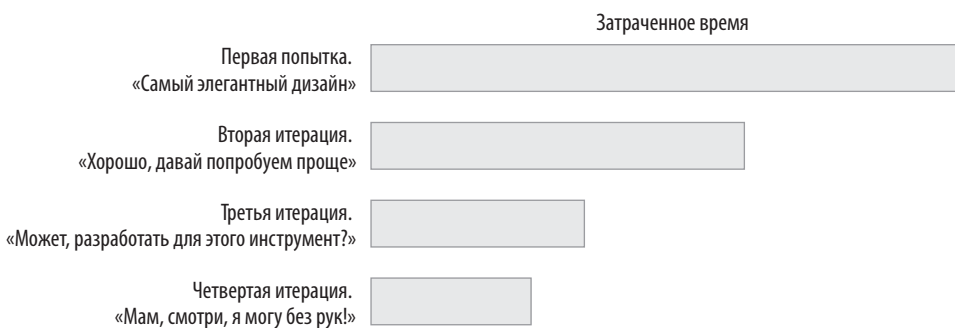 Затраченное время
Первая попытка.
«Самый элегантный дизайн»
Вторая итерация.
«Хорошо, давай попробуем проще»
Третья итерация.
«Может, разработать для этого инструмент?»
Четвертая итерация.
«Мам, смотри, я могу без рук!»